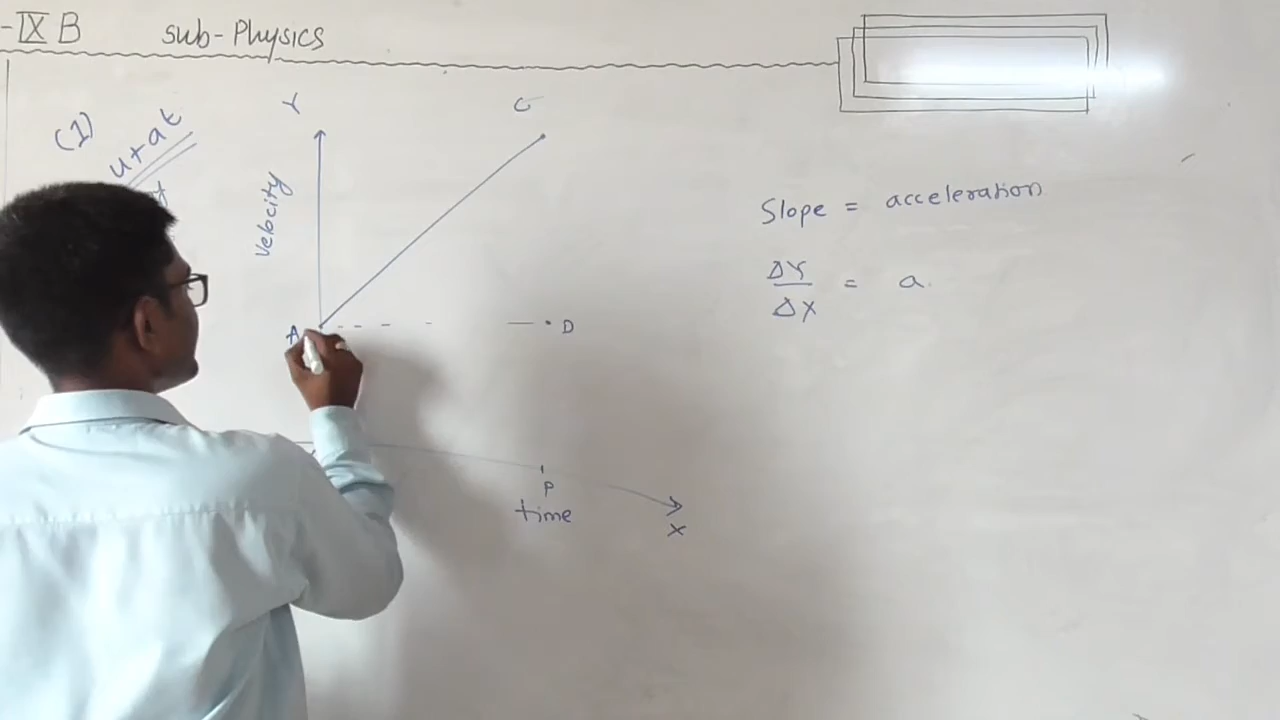 -IX B sub-Physics
(1)
u+at
Y
C
Velocity
A
D
P
time
X
Slope = acceleration
ΔY
ΔX
= a